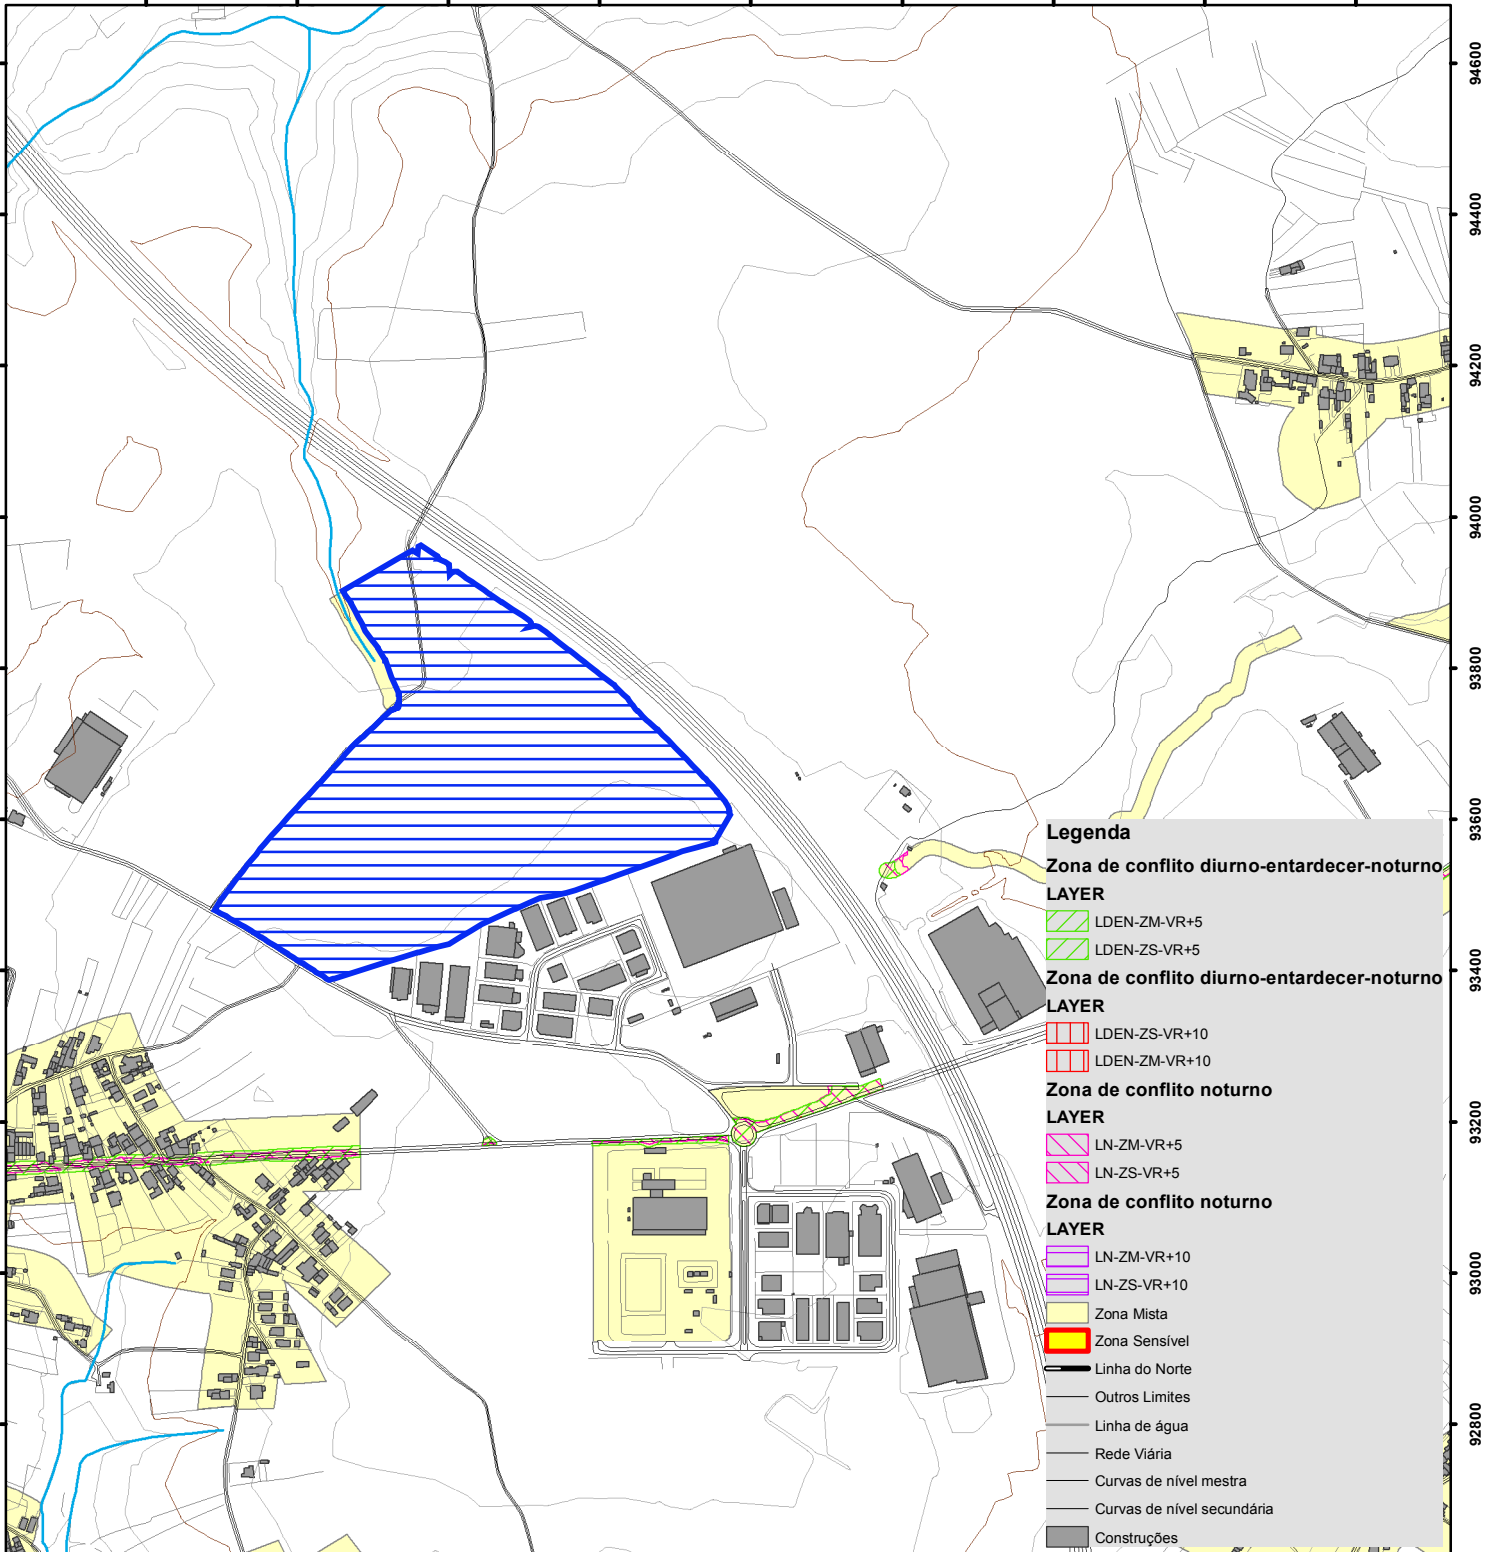 94600
94400
94200
94000
93800
93600
93400
93200
93000
92800
Legenda
Zona de conflito diurno-entardecer-noturno
LAYER
LDEN-ZM-VR+5
LDEN-ZS-VR+5
Zona de conflito diurno-entardecer-noturno
LAYER
LDEN-ZS-VR+10
LDEN-ZM-VR+10
Zona de conflito noturno
LAYER
LN-ZM-VR+5
LN-ZS-VR+5
Zona de conflito noturno
LAYER
LN-ZM-VR+10
LN-ZS-VR+10
Zona Mista
Zona Sensível
Linha do Norte
Outros Limites
Linha de água
Rede Viária
Curvas de nível mestra
Curvas de nível secundária
Construções